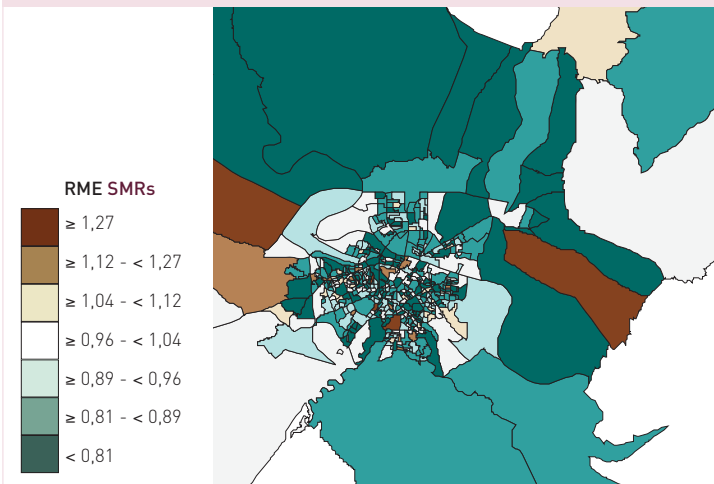 RME SMRs
≥ 1,27
≥ 1,12 - < 1,27
≥ 1,04 - < 1,12
≥ 0,96 - < 1,04
≥ 0,89 - < 0,96
≥ 0,81 - < 0,89
< 0,81